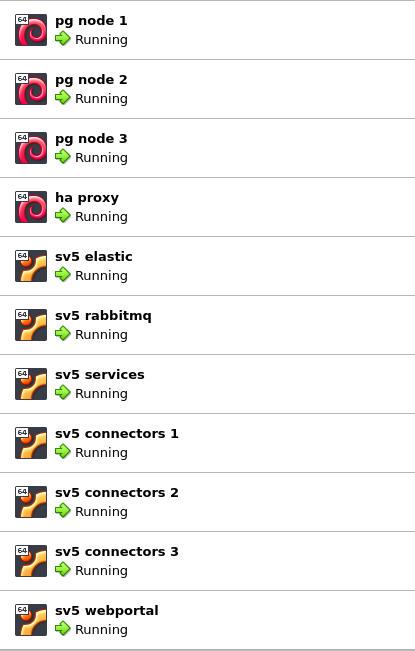 64
pg node 1
Running
64
pg node 2
Running
64
pg node 3
Running
64
ha proxy
Running
64
sv5 elastic
Running
64
sv5 rabbitmq
Running
64
sv5 services
Running
64
sv5 connectors 1
Running
64
sv5 connectors 2
Running
64
sv5 connectors 3
Running
64
sv5 webportal
Running